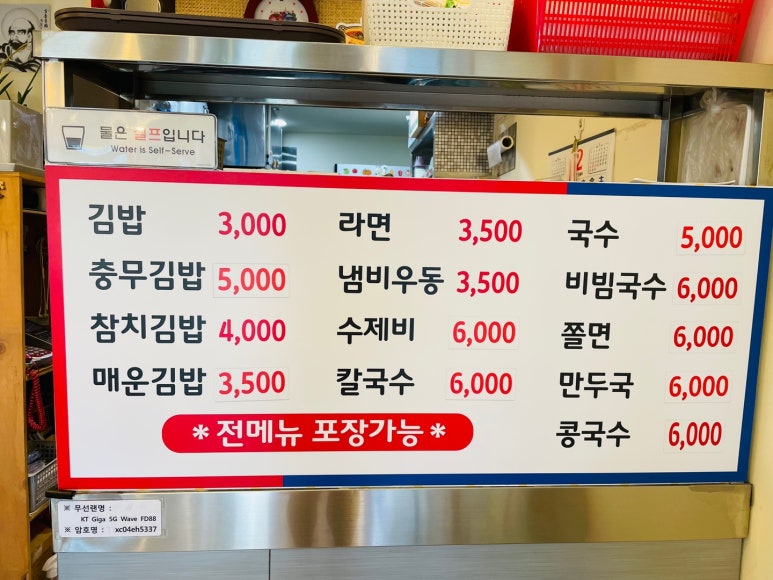 물은 셀프입니다
Water is Self-Serve
김밥 3,000
충무김밥 5,000
참치김밥 4,000
매운김밥 3,500
라면 3,500
냄비우동 3,500
수제비 6,000
칼국수 6,000
국수 5,000
비빔국수 6,000
쫄면 6,000
만두국 6,000
콩국수 6,000
* 전메뉴 포장가능 *
※ 무선랜명 :
KT Giga 5G Wave FD88
※ 암호명 : xc04eh5337